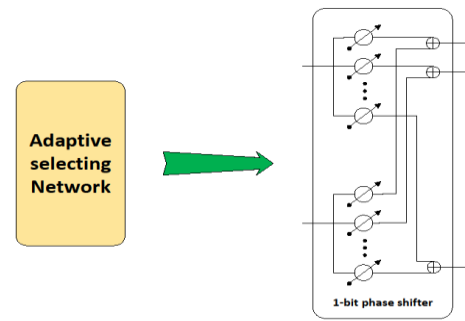 Adaptive
selecting
Network
1-bit phase shifter